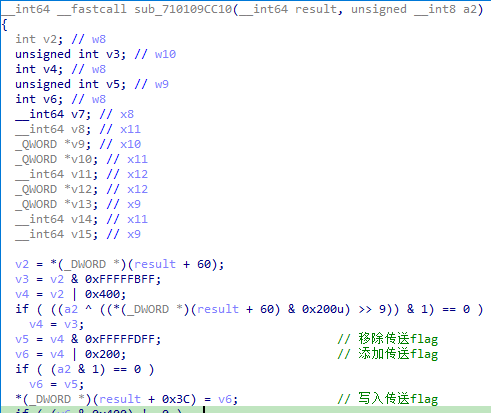 __int64 __fastcall sub_710109CC10(__int64 result, unsigned __int8 a2)
{
int v2; // w8
unsigned int v3; // w10
int v4; // w8
unsigned int v5; // w9
int v6; // w8
__int64 v7; // x8
__int64 v8; // x11
_QWORD *v9; // x10
_QWORD *v10; // x11
__int64 v11; // x12
_QWORD *v12; // x12
_QWORD *v13; // x9
__int64 v14; // x11
__int64 v15; // x9
v2 = *(_DWORD *)(result + 60);
v3 = v2 & 0xFFFFFBFF;
v4 = v2 | 0x400;
if ( ((a2 ^ ((*(_DWORD *)(result + 60) & 0x200u) >> 9)) & 1) == 0 )
v4 = v3;
v5 = v4 & 0xFFFFFDFF; // 移除传送flag
v6 = v4 | 0x200; // 添加传送flag
if ( (a2 & 1) == 0 )
v6 = v5;
*(_DWORD *)(result + 0x3C) = v6; // 写入传送flag